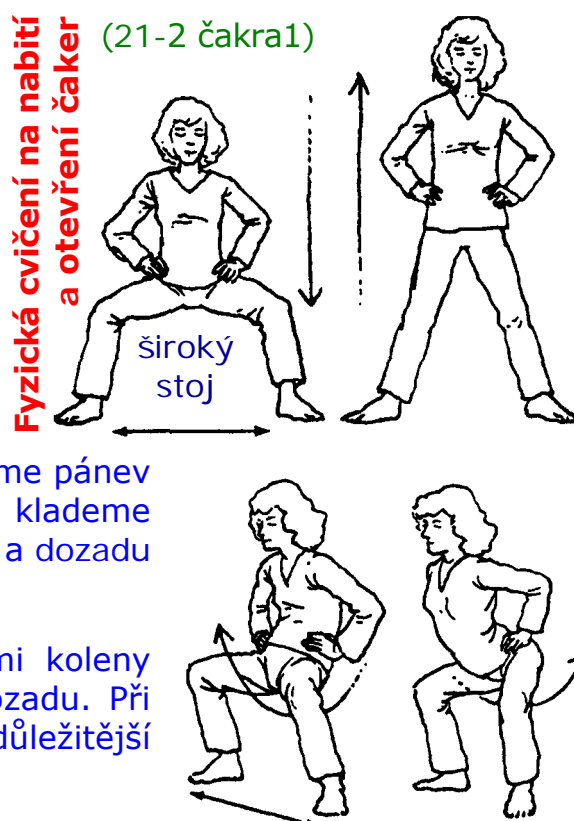 Fyzická cvičení na nabití
a otevření čaker
(21-2 čakra1)
široký
stoj
me pánev
klademe
a dozadu
mi koleny
ozadu. Při
důležitější